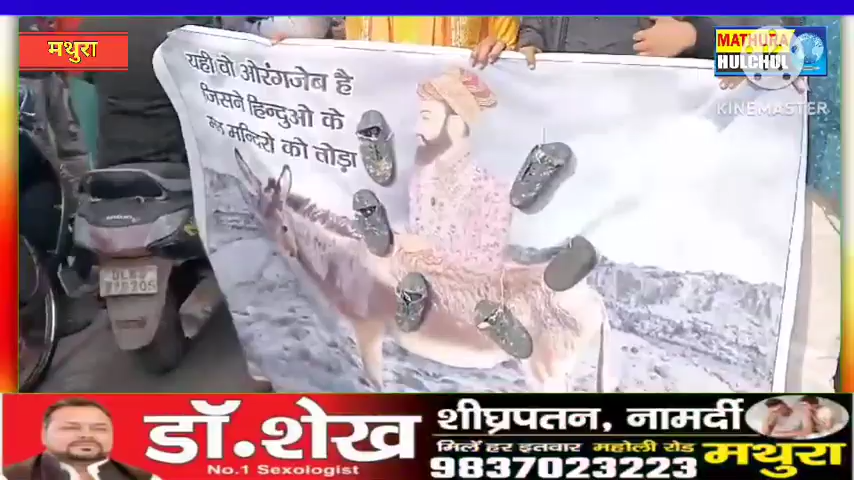 मथुरा
MATHURA
HULCHUL
KINEMASTER
यही वो औरंगजेब है
जिसने हिन्दुओ के
मन्दिरो को तोड़ा
डॉ. शेख
No.1 Sexologist
शीघ्रपतन, नामर्दी
मिलें हर इतवार महोली रोड
9837023223
मथुरा